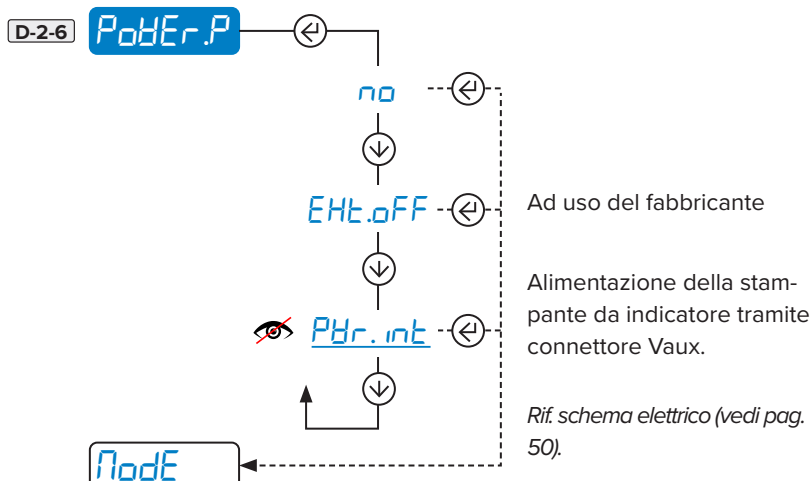 D-2-6 PoWEr.P
no
EXt.oFF
Ad uso del fabbricante
PWr.int
Alimentazione della stam-
pante da indicatore tramite
connettore Vaux.
Rif. schema elettrico (vedi pag.
50).
ModE